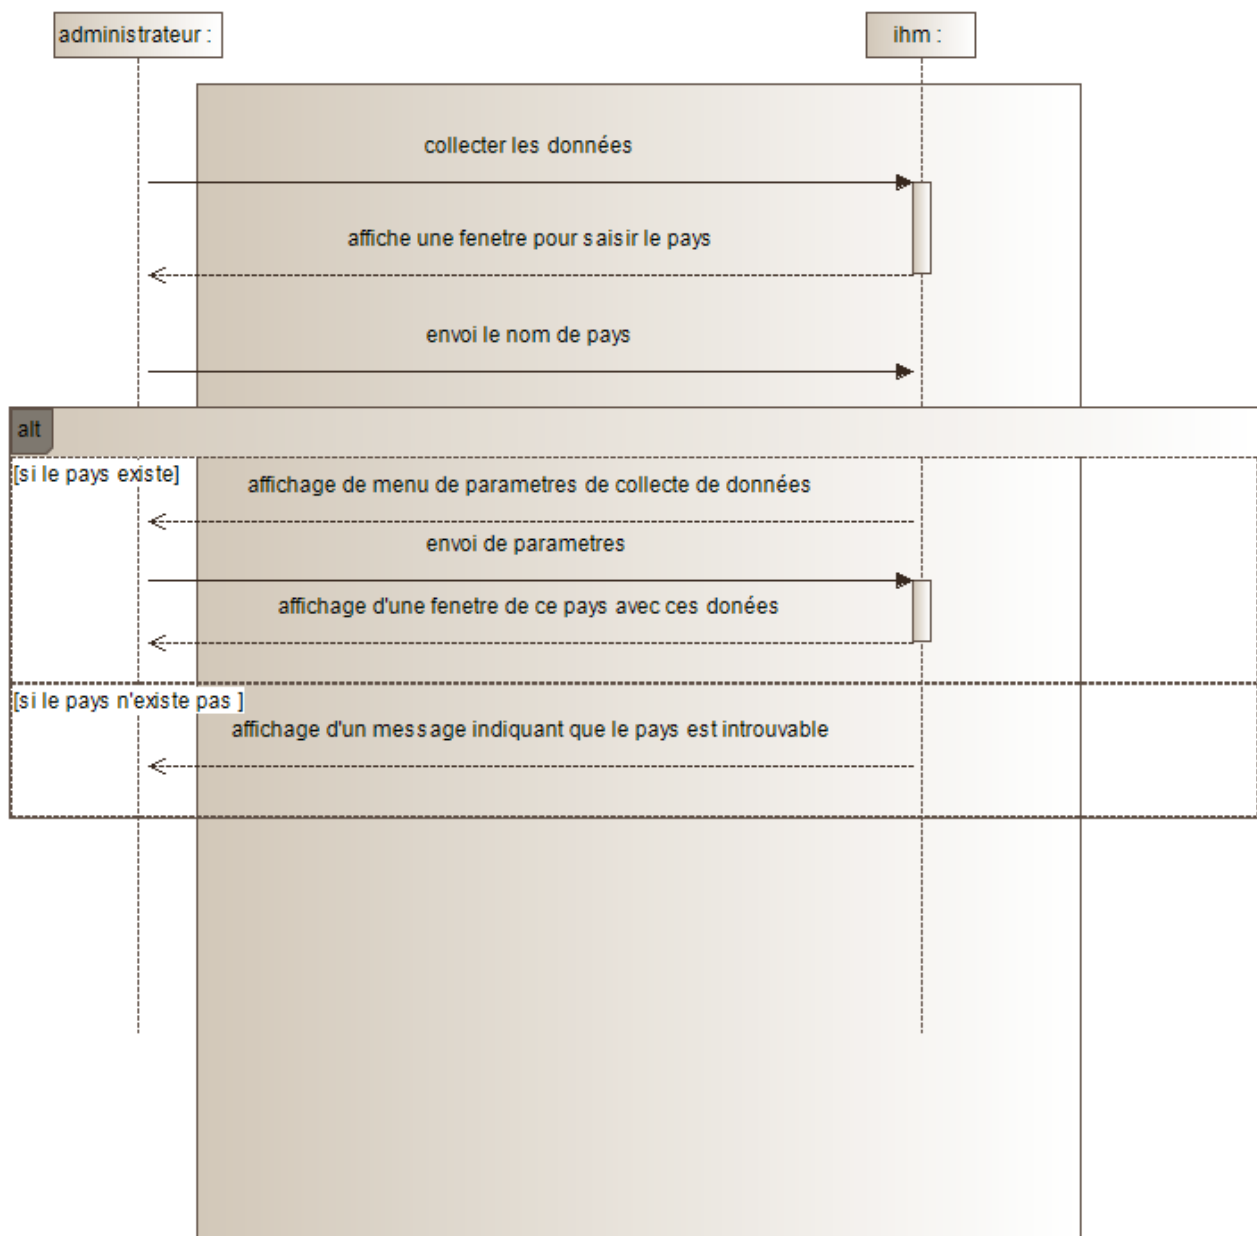 administrateur :
ihm :
collecter les données
affiche une fenetre pour saisir le pays
envoi le nom de pays
alt
[si le pays existe]
affichage de menu de parametres de collecte de données
envoi de parametres
affichage d'une fenetre de ce pays avec ces donées
[si le pays n'existe pas ]
affichage d'un message indiquant que le pays est introuvable